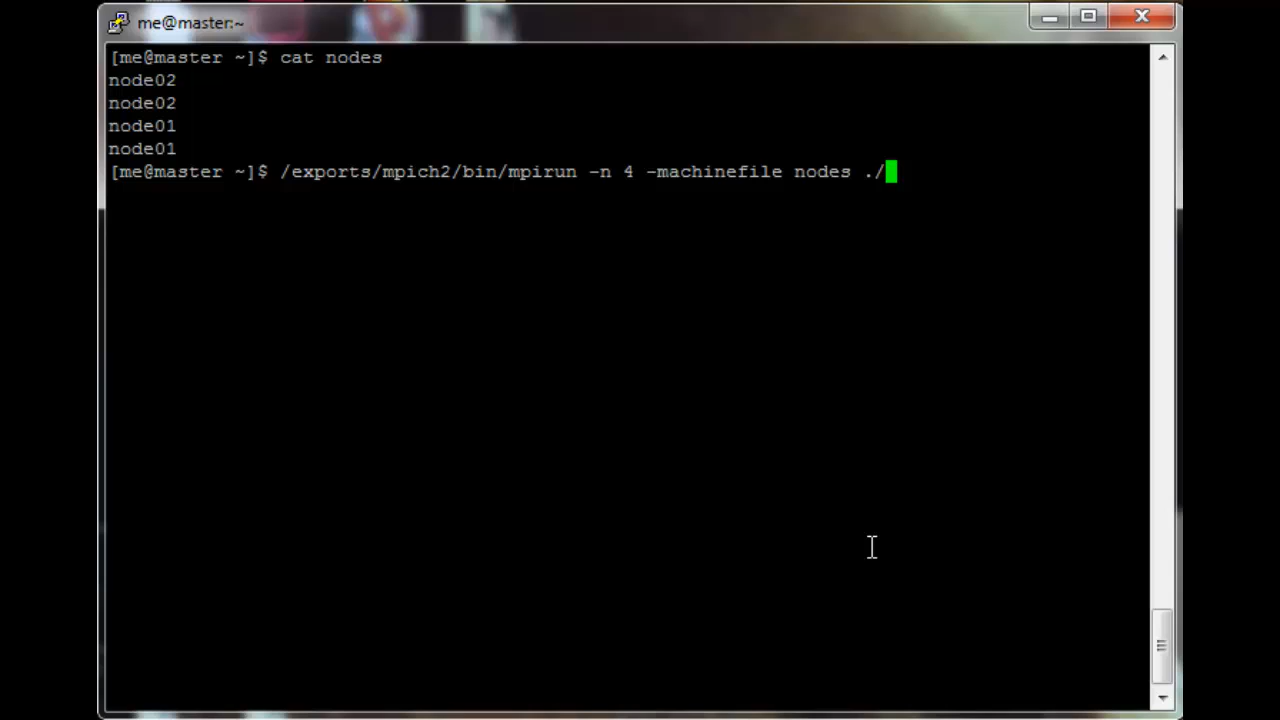 me@master:~
[me@master ~]$ cat nodes
node02
node02
node01
node01
[me@master ~]$ /exports/mpich2/bin/mpirun -n 4 -machinefile nodes ./